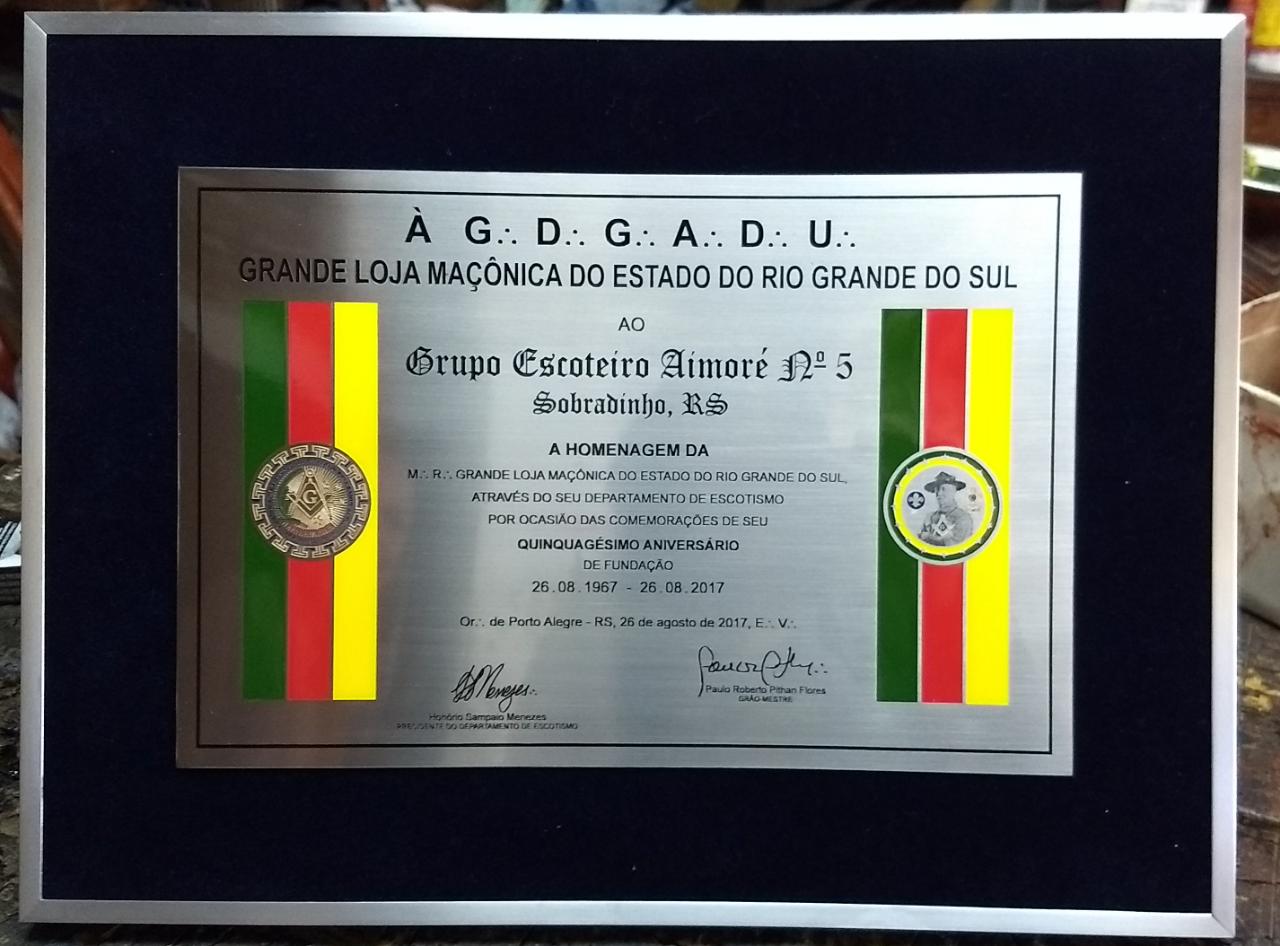 À G∴ D∴ G∴ A∴ D∴ U∴
GRANDE LOJA MAÇÔNICA DO ESTADO DO RIO GRANDE DO SUL
AO
Grupo Escoteiro Aimoré Nº 5
Sobradinho, RS
A HOMENAGEM DA
M∴ R∴ GRANDE LOJA MAÇÔNICA DO ESTADO DO RIO GRANDE DO SUL,
ATRAVÉS DO SEU DEPARTAMENTO DE ESCOTISMO
POR OCASIÃO DAS COMEMORAÇÕES DE SEU
QUINQUAGÉSIMO ANIVERSÁRIO
DE FUNDAÇÃO
26.08.1967 - 26.08.2017
Or∴ de Porto Alegre - RS, 26 de agosto de 2017, E∴ V∴
Menezes∴
Honório Sampaio Menezes
PRESIDENTE DO DEPARTAMENTO DE ESCOTISMO
Paulo Roberto Pithan Flores
GRÃO-MESTRE
G